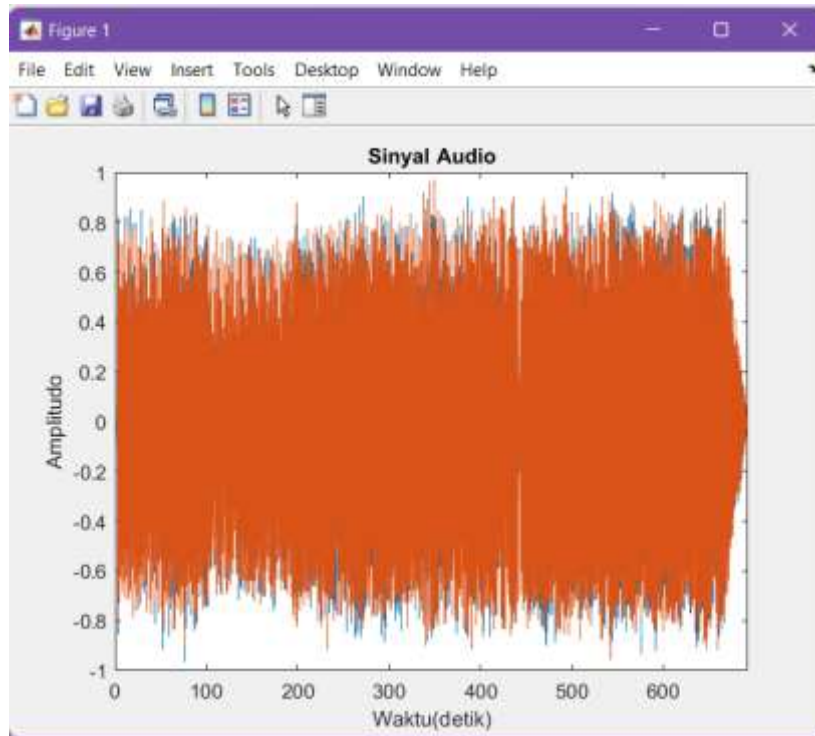 Figure 1
File Edit View Insert Tools Desktop Window Help
Sinyal Audio
1
0.8
0.6
0.4
0.2
0
-0.2
-0.4
-0.6
-0.8
-1
Amplitudo
0 100 200 300 400 500 600
Waktu(detik)